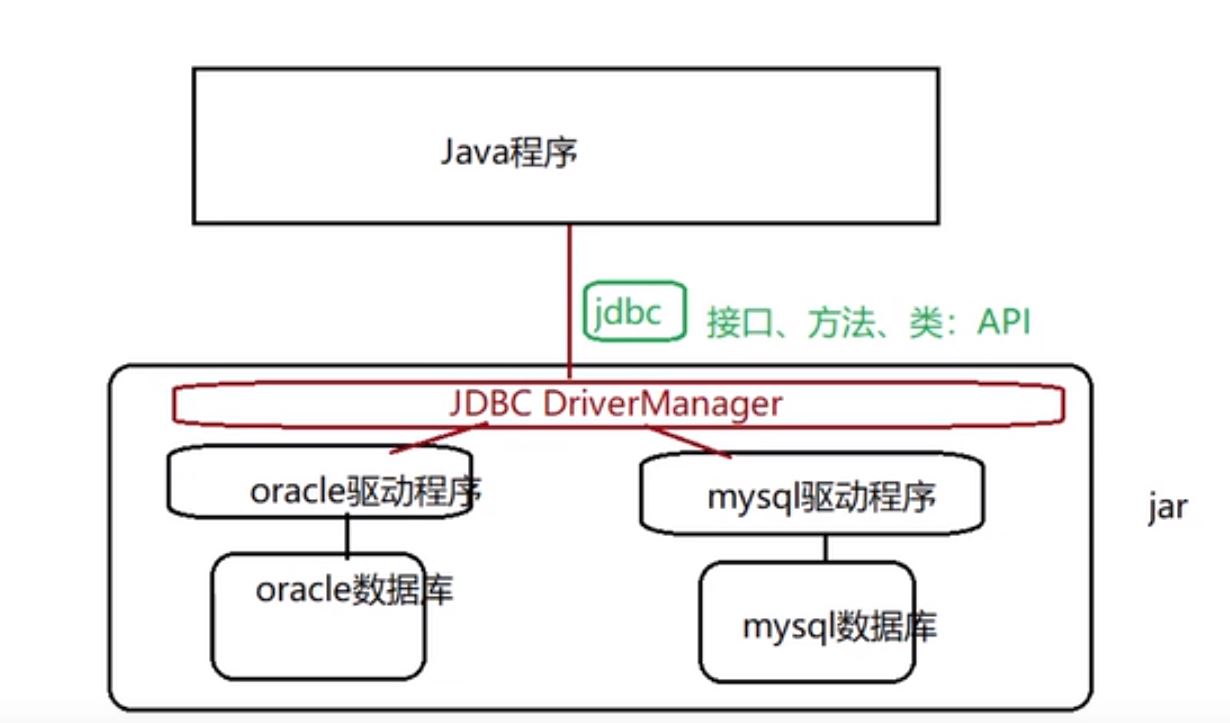 Java程序
jdbc
接口、方法、类：API
JDBC DriverManager
oracle驱动程序
mysql驱动程序
jar
oracle数据库
mysql数据库